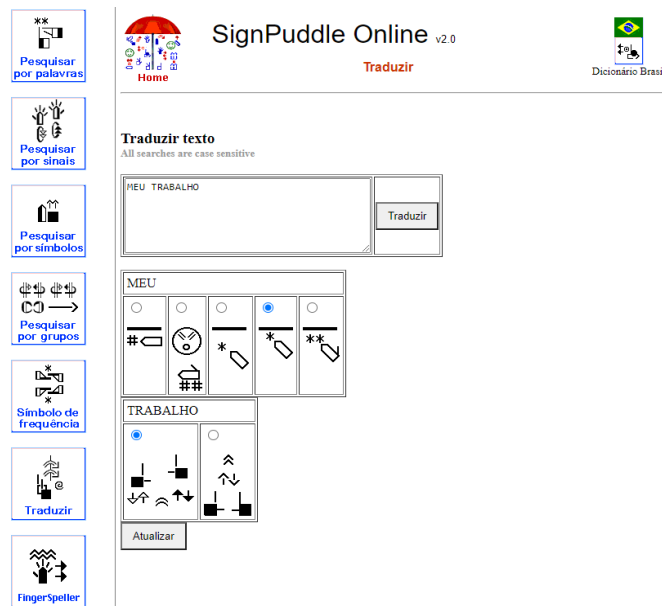 Pesquisar
por palavras
Pesquisar
por sinais
Pesquisar
por símbolos
Pesquisar
por grupos
Símbolo de
frequência
Traduzir
FingerSpeller
Home
SignPuddle Online v2.0
Traduzir
Dicionário Brasi
Traduzir texto
All searches are case sensitive
MEU TRABALHO
Traduzir
MEU
TRABALHO
Atualizar